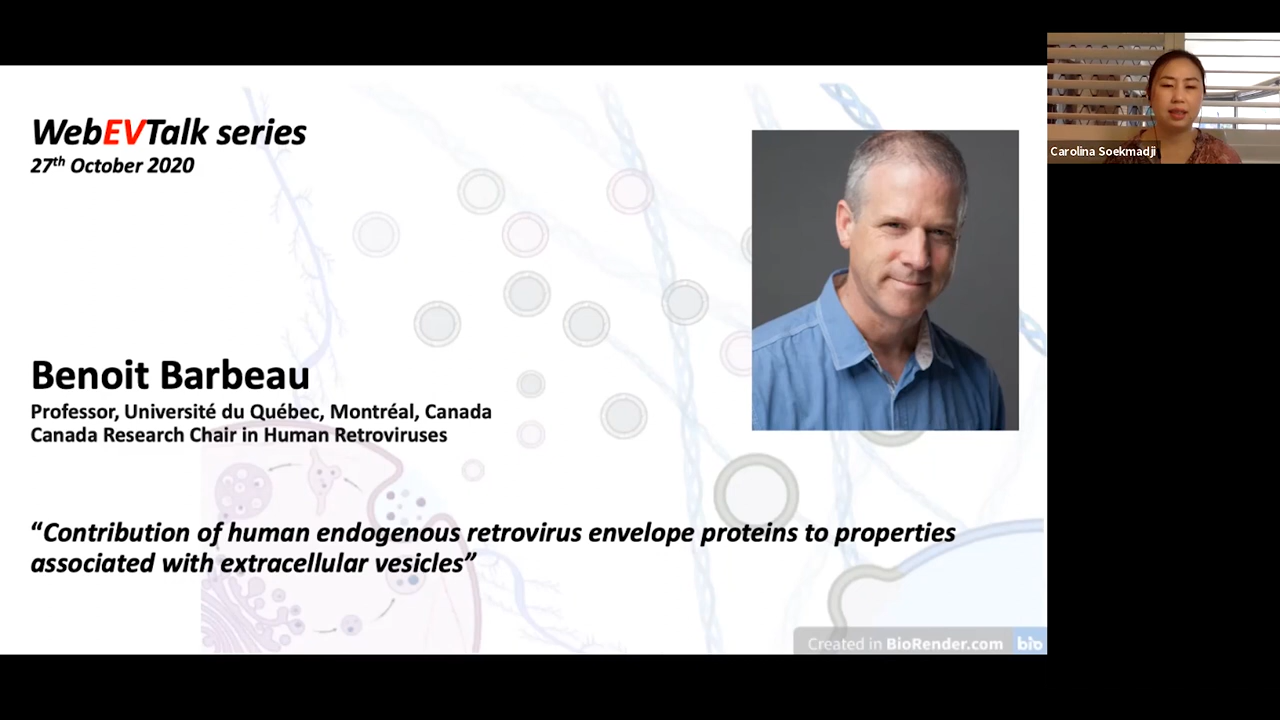 WebEVTalk series
27th October 2020
Carolina Soekmadji
Benoit Barbeau
Professor, Université du Québec, Montréal, Canada
Canada Research Chair in Human Retroviruses
“Contribution of human endogenous retrovirus envelope proteins to properties
associated with extracellular vesicles”
Created in BioRender.com bio